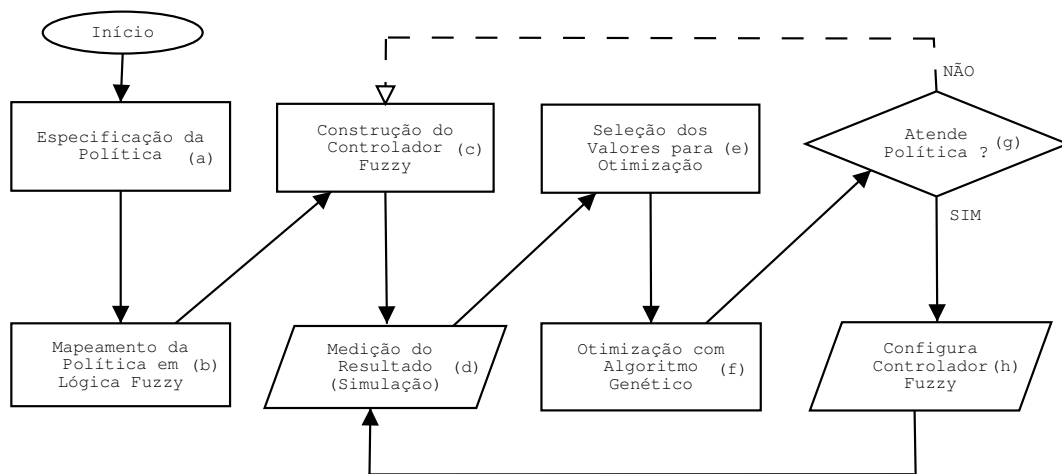 Início
Especificação da
Política (a)
Mapeamento da
Política em (b)
Lógica Fuzzy
Construção do
Controlador (c)
Fuzzy
Medição do
Resultado (d)
(Simulação)
Seleção dos
Valores para (e)
Otimização
Otimização com
Algoritmo (f)
Genético
NÃO
Atende (g)
Política ?
SIM
Configura
Controlador (h)
Fuzzy